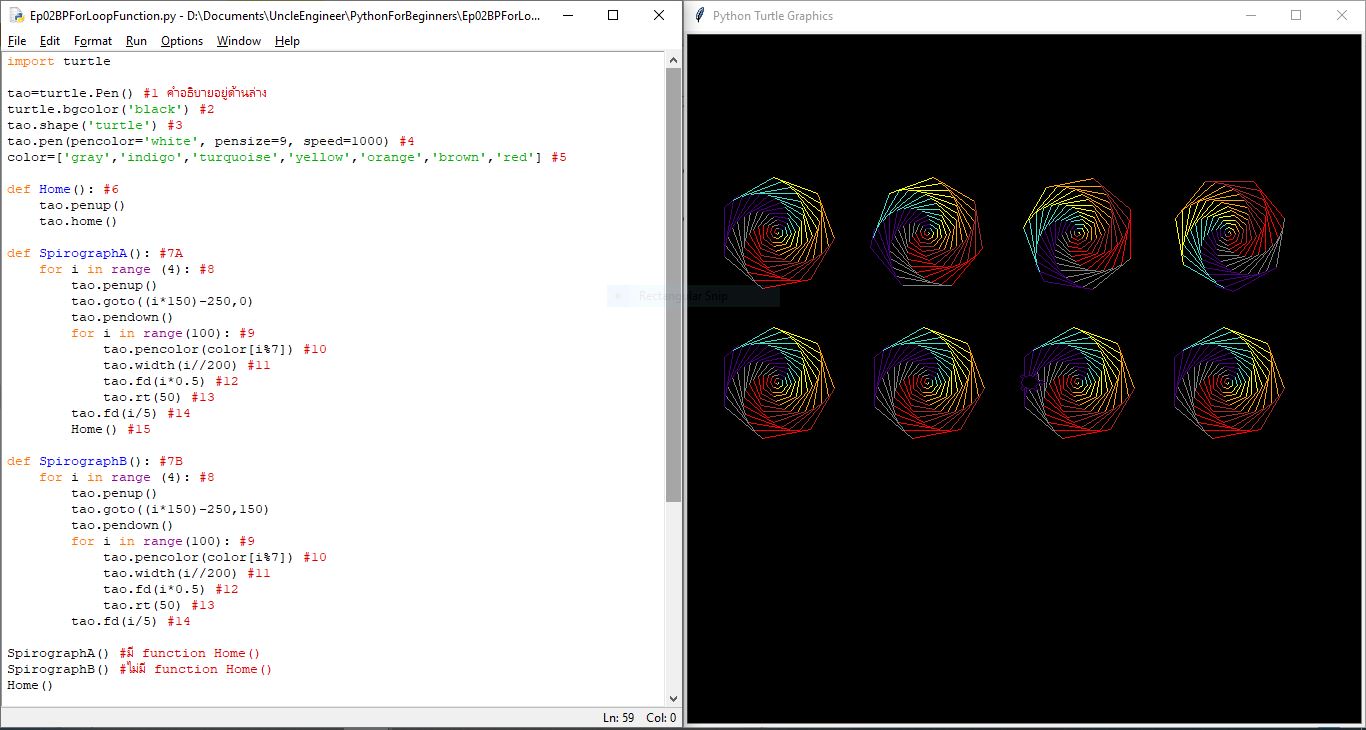 Ep02BPForLoopFunction.py - D:\Documents\UncleEngineer\PythonForBeginners\Ep02BPForLo...
File Edit Format Run Options Window Help
import turtle
tao=turtle.Pen() #1 คำอธิบายอยู่ด้านล่าง
turtle.bgcolor('black') #2
tao.shape('turtle') #3
tao.pen(pencolor='white', pensize=9, speed=1000) #4
color=['gray','indigo','turquoise','yellow','orange','brown','red'] #5
def Home(): #6
    tao.penup()
    tao.home()
def SpirographA(): #7A
    for i in range (4): #8
        tao.penup()
        tao.goto((i*150)-250,0)
        tao.pendown()
        for i in range(100): #9
            tao.pencolor(color[i%7]) #10
            tao.width(i//200) #11
            tao.fd(i*0.5) #12
            tao.rt(50) #13
        tao.fd(i/5) #14
        Home() #15
def SpirographB(): #7B
    for i in range (4): #8
        tao.penup()
        tao.goto((i*150)-250,150)
        tao.pendown()
        for i in range(100): #9
            tao.pencolor(color[i%7]) #10
            tao.width(i//200) #11
            tao.fd(i*0.5) #12
            tao.rt(50) #13
        tao.fd(i/5) #14
SpirographA() #มี function Home()
SpirographB() #ไม่มี function Home()
Home()
Ln: 59 Col: 0
Python Turtle Graphics
Rectangular Snip